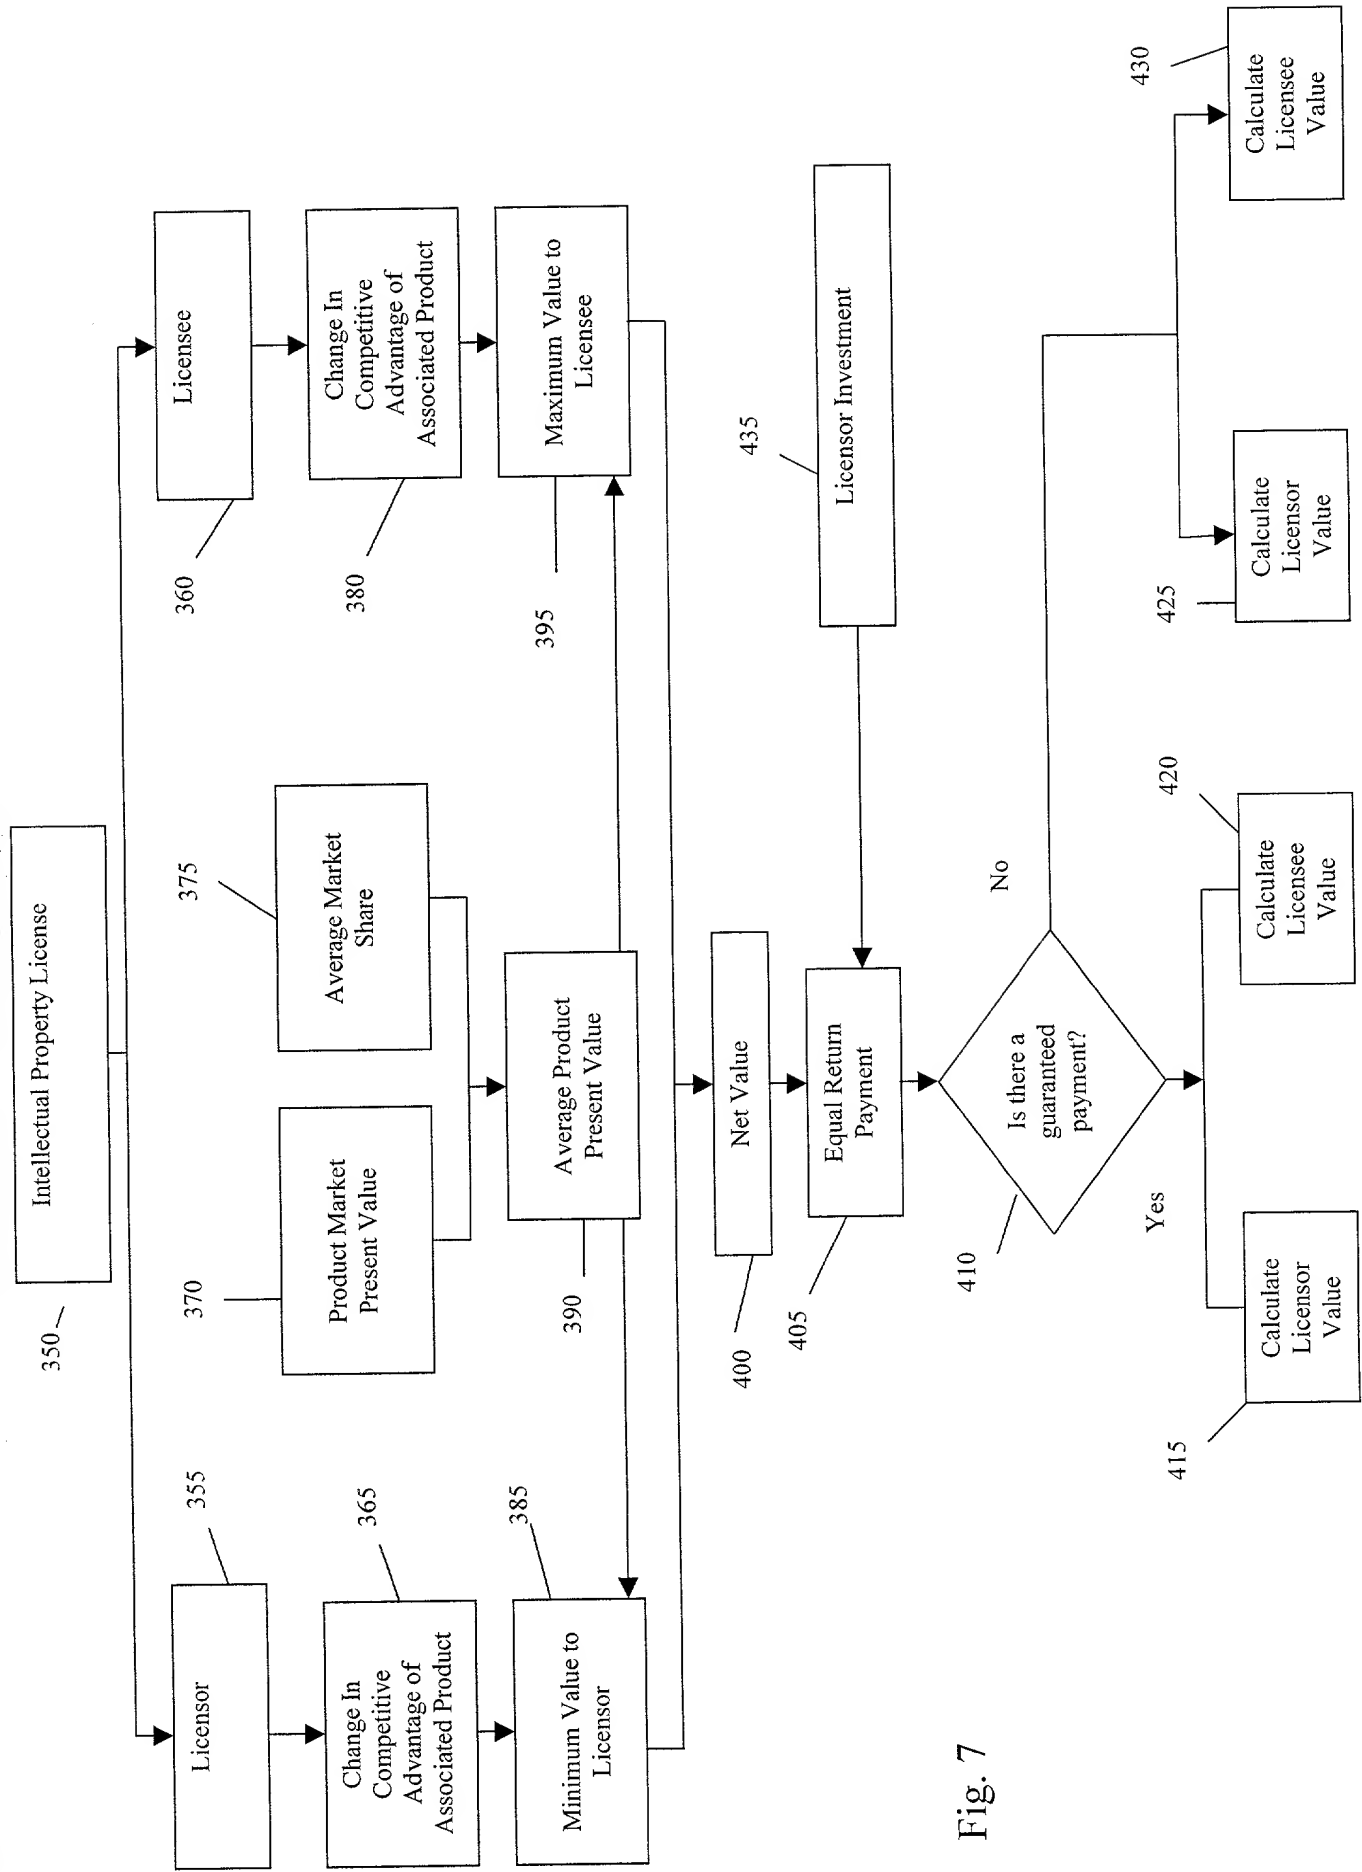 350
Intellectual Property License
355
Licensor
360
Licensee
365
Change In
Competitive
Advantage of
Associated Product
370
Product Market
Present Value
375
Average Market
Share
380
Change In
Competitive
Advantage of
Associated Product
385
Minimum Value to
Licensor
390
Average Product
Present Value
395
Maximum Value to
Licensee
400
Net Value
405
Equal Return
Payment
435
Licensor Investment
410
Is there a
guaranteed
payment?
Yes
No
415
Calculate
Licensor
Value
420
Calculate
Licensee
Value
425
Calculate
Licensor
Value
430
Calculate
Licensee
Value
Fig. 7